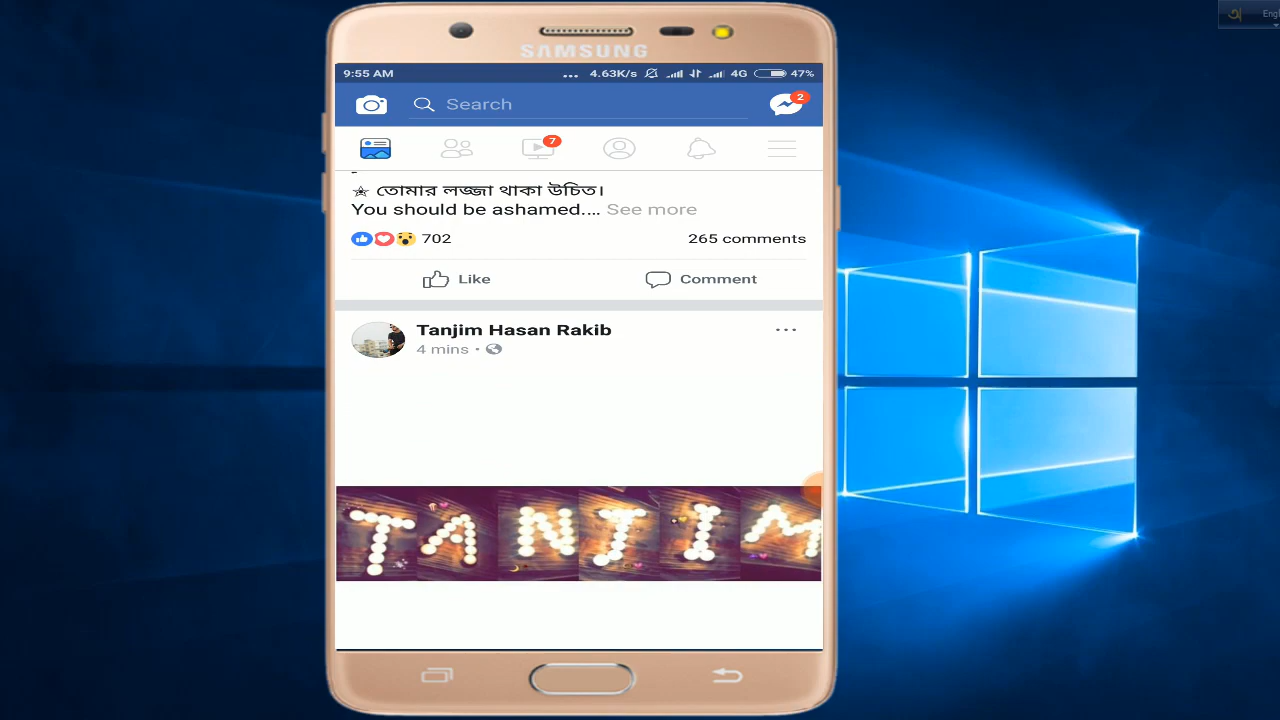 Eng
SAMSUNG
9:55 AM ... 4.63K/s 4G 47%
Search 2
7
★ তোমার লজ্জা থাকা উচিত।
You should be ashamed.... See more
702 265 comments
Like Comment
Tanjim Hasan Rakib ...
4 mins ·
TANJIM